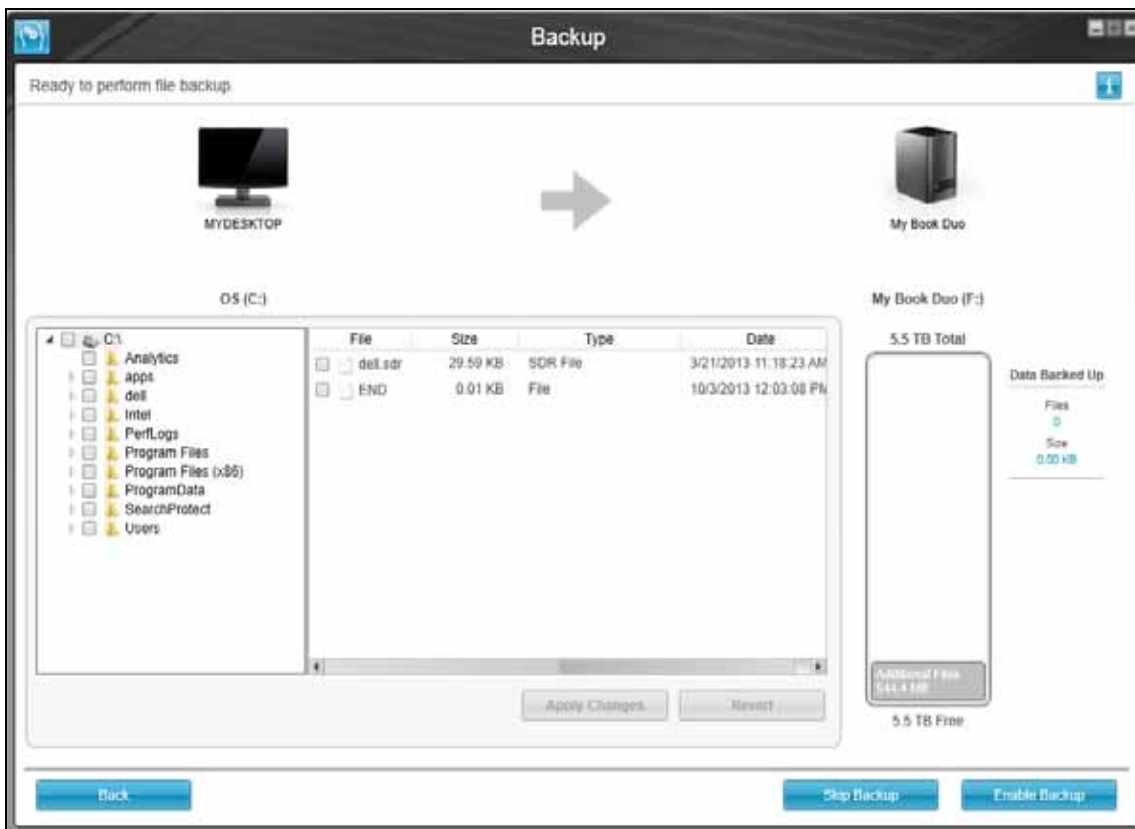 Backup
Ready to perform file backup.
MYDESKTOP
My Book Duo
OS (C:)
My Book Duo (F:)
C:\
Analytics
apps
dell
Intel
PerfLogs
Program Files
Program Files (x86)
ProgramData
SearchProtect
Users
File Size Type Date
dell.sdr 29.59 KB SDR File 3/21/2013 11:18:23 AM
END 0.01 KB File 10/3/2013 12:03:08 PM
Apply Changes Revert
5.5 TB Total
Additional Files
544.4 MB
5.5 TB Free
Data Backed Up
Files
0
Size
0.00 KB
Back Skip Backup Enable Backup